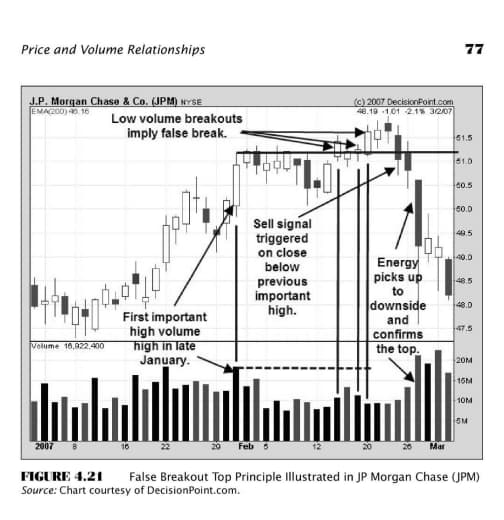 Price and Volume Relationships
77
J.P. Morgan Chase & Co. (JPM) NYSE
(c) 2007 DecisionPoint.com
EMA(200) 46.16
48.19 -1.01 -2.1% 3/2/07
Low volume breakouts
imply false break.
51.5
51.0
50.5
50.0
49.5
49.0
48.5
48.0
47.5
Sell signal
triggered
on close
below
previous
important
high.
Energy
picks up
to
downside
and
confirms
the top.
First important
high volume
high in late
January.
Volume 16,922,400
20M
15M
10M
5M
2007 8 16 22 29 Feb 5 12 20 26 Mar
FIGURE 4.21 False Breakout Top Principle Illustrated in JP Morgan Chase (JPM)
Source: Chart courtesy of DecisionPoint.com.